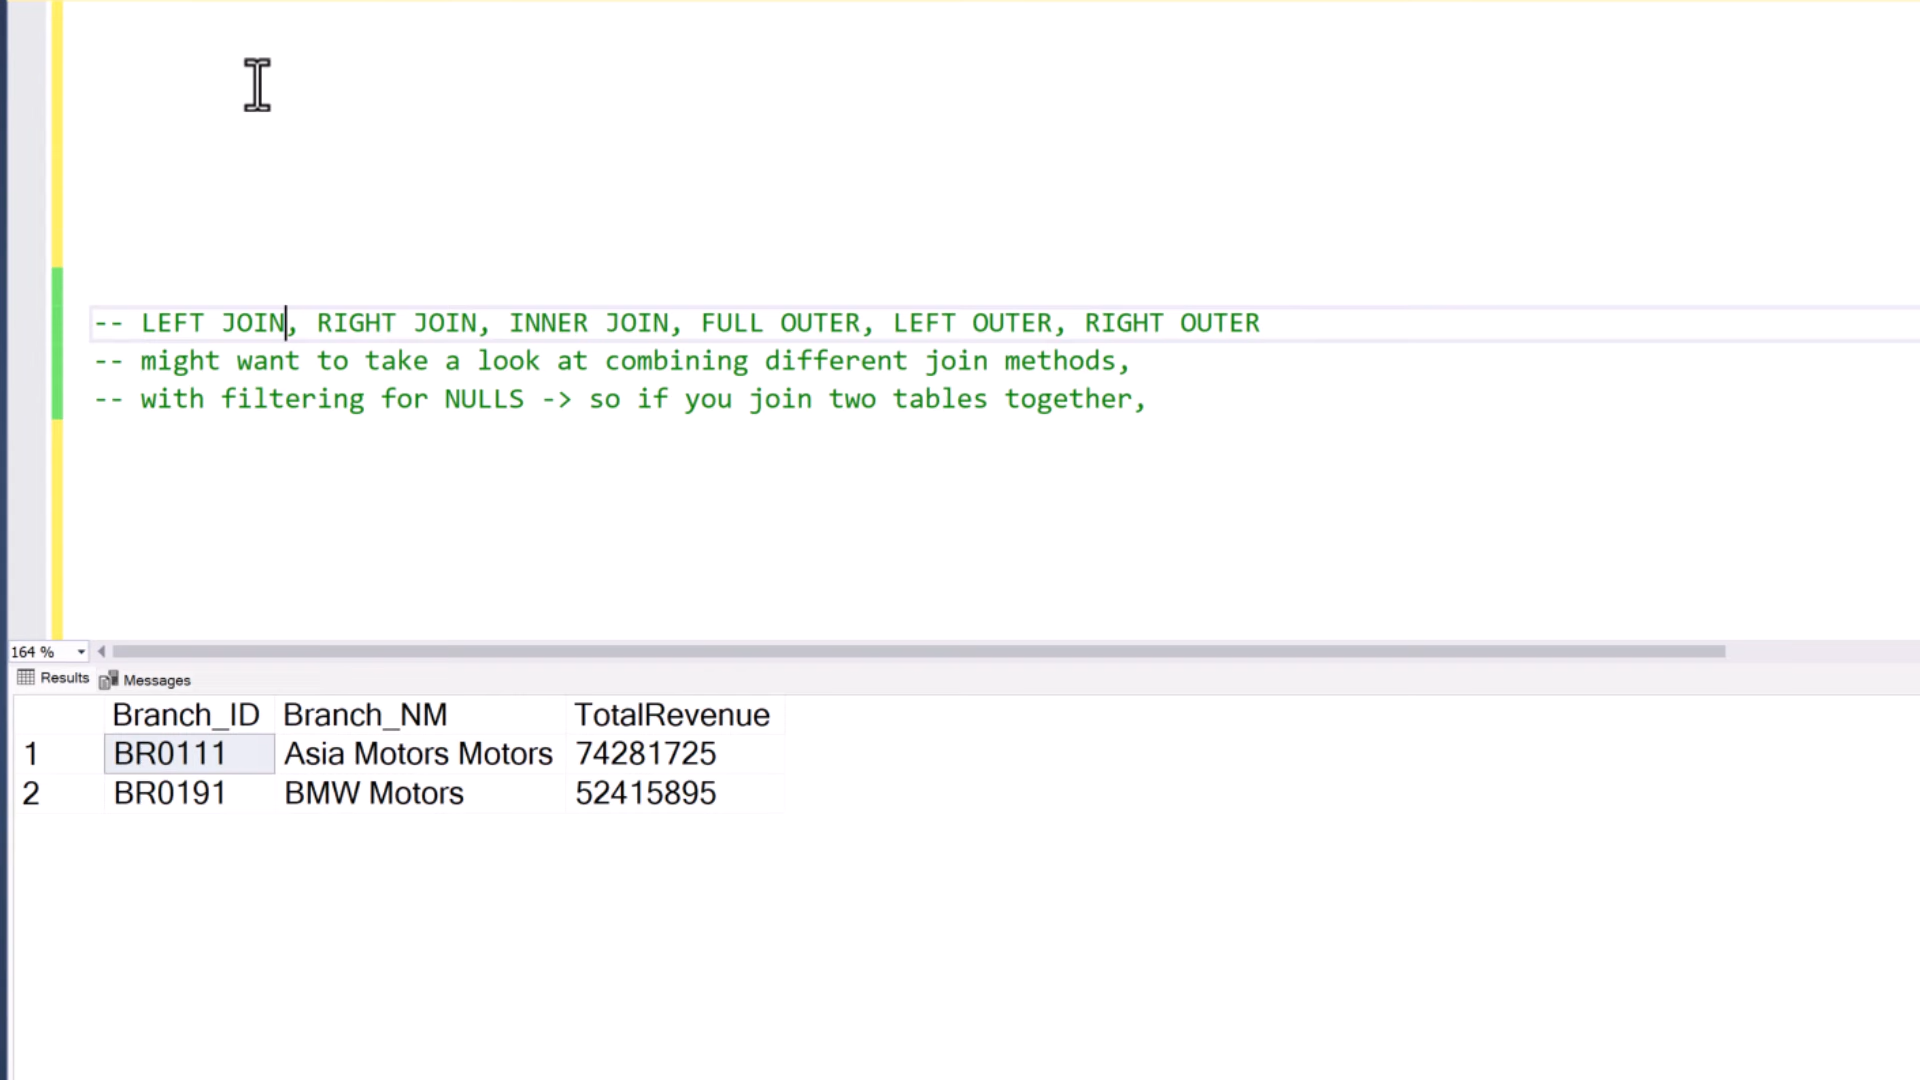 -- LEFT JOIN, RIGHT JOIN, INNER JOIN, FULL OUTER, LEFT OUTER, RIGHT OUTER
-- might want to take a look at combining different join methods,
-- with filtering for NULLS -> so if you join two tables together,
164 %
Results Messages
Branch_ID Branch_NM TotalRevenue
1 BR0111 Asia Motors Motors 74281725
2 BR0191 BMW Motors 52415895